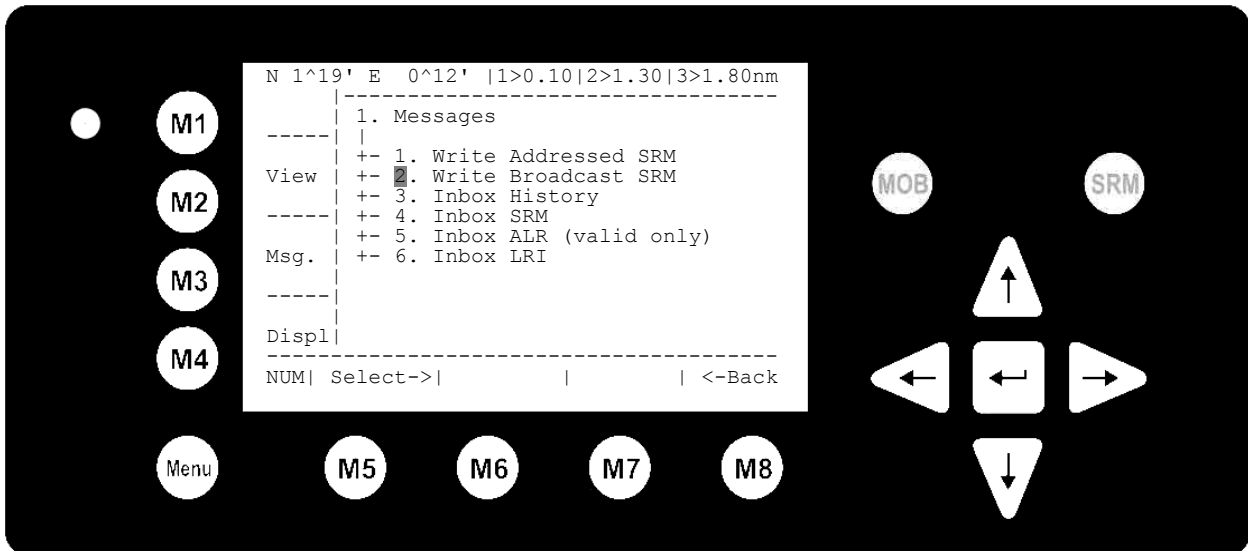 N 1^19' E  0^12' |1>0.10|2>1.30|3>1.80nm
|----------------------------------
M1
| 1. Messages
-----| |
| +- 1. Write Addressed SRM
View | +- 2. Write Broadcast SRM
MOB
SRM
M2
| +- 3. Inbox History
-----| +- 4. Inbox SRM
| +- 5. Inbox ALR (valid only)
Msg. | +- 6. Inbox LRI
M3
|
-----|
|
Displ|
M4
----------------------------------------
NUM| Select->|         |        | <-Back
Menu
M5
M6
M7
M8